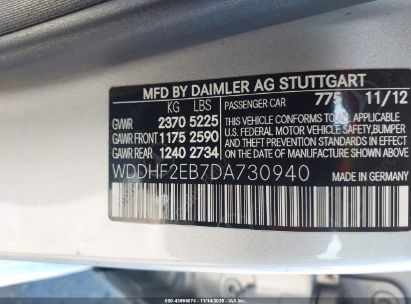 MFD BY DAIMLER AG STUTTGART
KG LBS PASSENGER CAR 775 11/12
GVWR 2370 5225
GAWR FRONT 1175 2590
GAWR REAR 1240 2734
THIS VEHICLE CONFORMS TO ALL APPLICABLE
U.S. FEDERAL MOTOR VEHICLE SAFETY,BUMPER
AND THEFT PREVENTION STANDARDS IN EFFECT
ON THE DATE OF MANUFACTURE SHOWN ABOVE.
WDDHF2EB7DA730940 MADE IN GERMANY